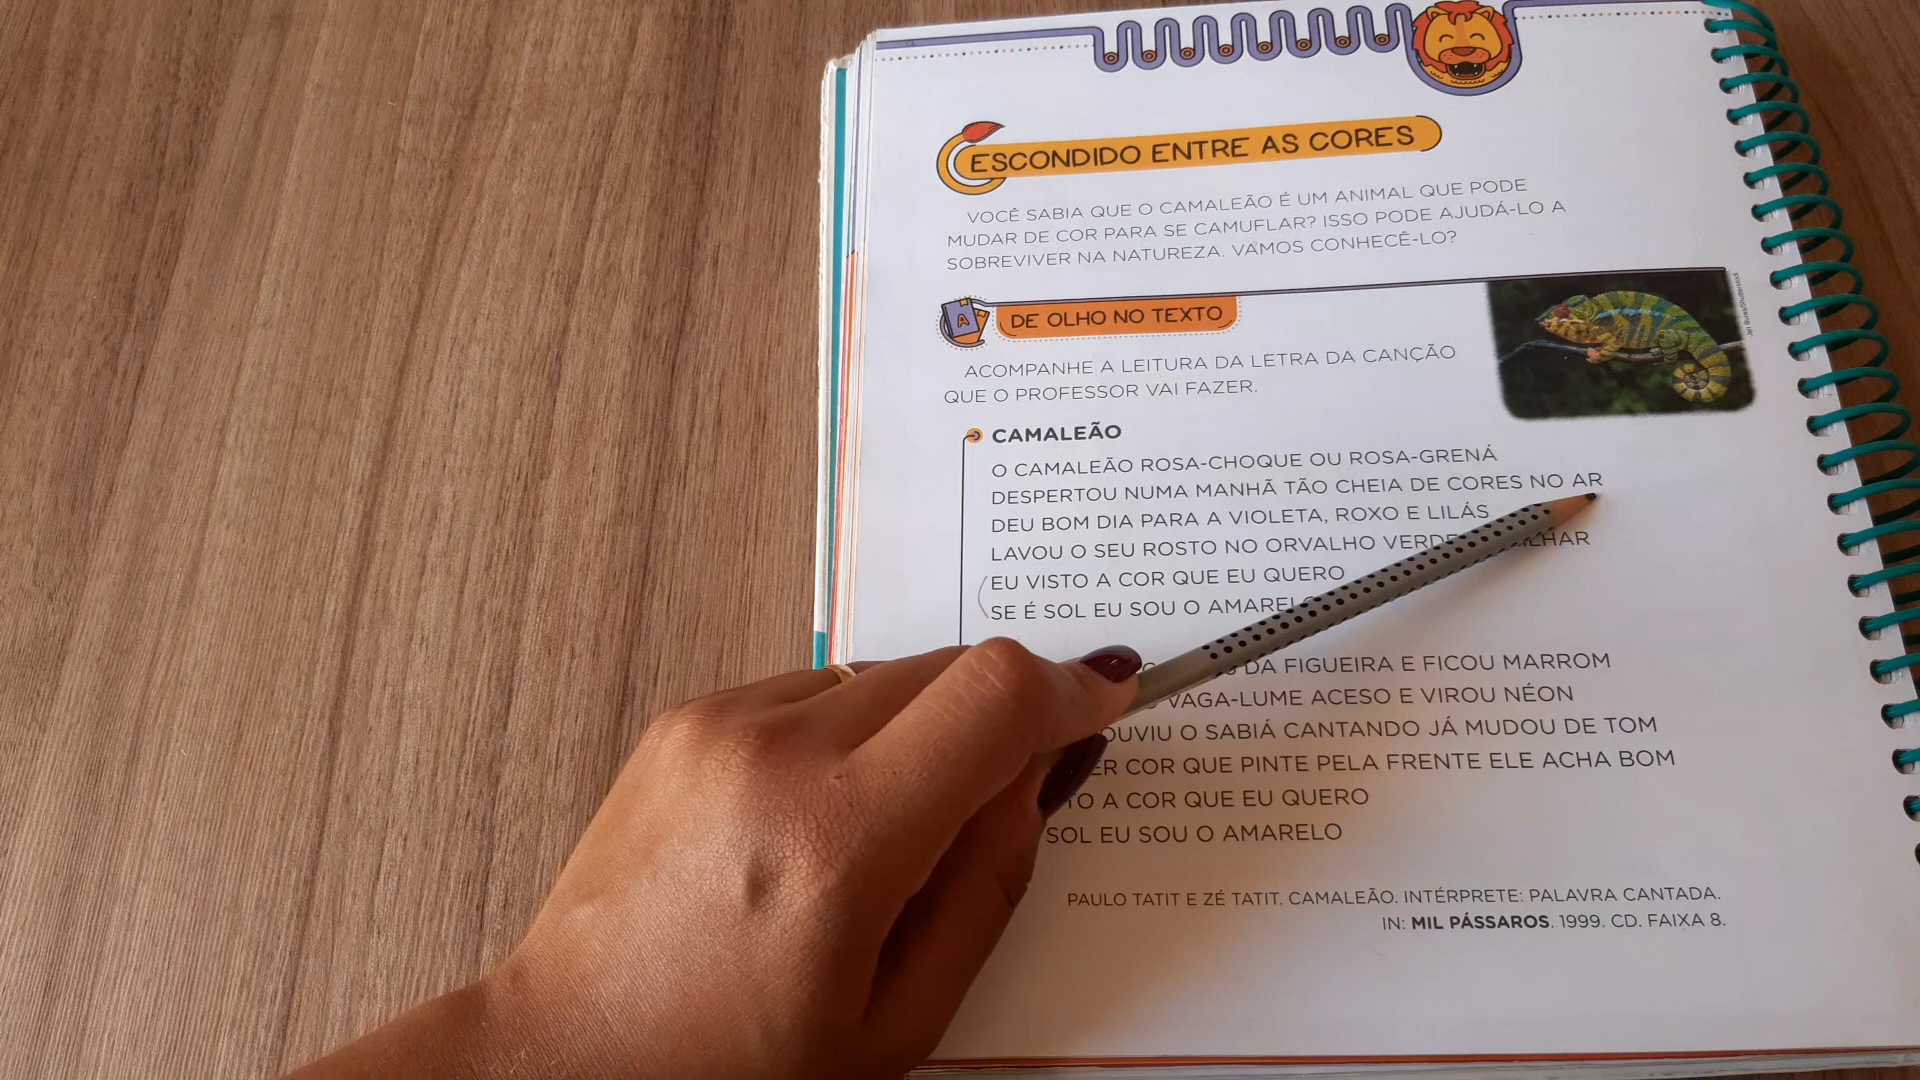 ESCONDIDO ENTRE AS CORES
VOCÊ SABIA QUE O CAMALEÃO É UM ANIMAL QUE PODE
MUDAR DE COR PARA SE CAMUFLAR? ISSO PODE AJUDÁ-LO A
SOBREVIVER NA NATUREZA. VAMOS CONHECÊ-LO?
A
DE OLHO NO TEXTO
ACOMPANHE A LEITURA DA LETRA DA CANÇÃO
QUE O PROFESSOR VAI FAZER.
CAMALEÃO
O CAMALEÃO ROSA-CHOQUE OU ROSA-GRENÁ
DESPERTOU NUMA MANHÃ TÃO CHEIA DE CORES NO AR
DEU BOM DIA PARA A VIOLETA, ROXO E LILÁS
LAVOU O SEU ROSTO NO ORVALHO VERDE
EU VISTO A COR QUE EU QUERO
SE É SOL EU SOU O
DA FIGUEIRA E FICOU MARROM
VAGA-LUME ACESO E VIROU NÉON
OUVIU O SABIÁ CANTANDO JÁ MUDOU DE TOM
COR QUE PINTE PELA FRENTE ELE ACHA BOM
A COR QUE EU QUERO
SOL EU SOU O AMARELO
PAULO TATIT E ZÉ TATIT. CAMALEÃO. INTÉRPRETE: PALAVRA CANTADA.
IN: MIL PÁSSAROS. 1999. CD. FAIXA 8.